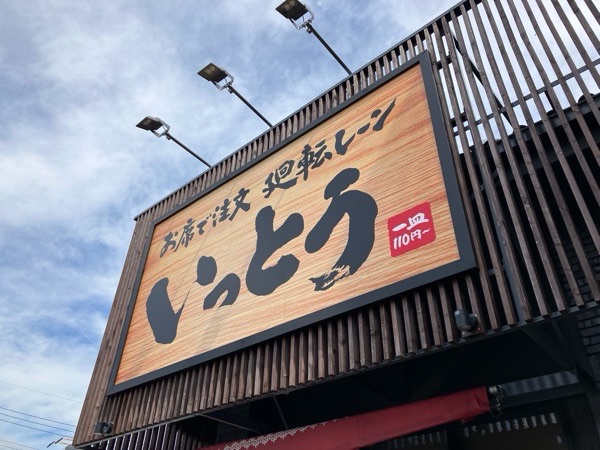 お席で注文 廻転レーン
いっとう
一皿
110円~